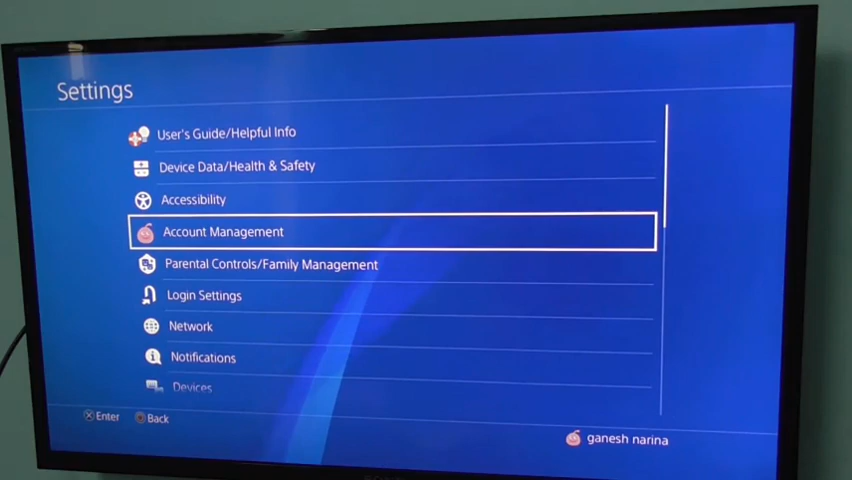 Settings
User's Guide/Helpful Info
Device Data/Health & Safety
Accessibility
Account Management
Parental Controls/Family Management
Login Settings
Network
Notifications
Devices
Enter Back
ganesh narina